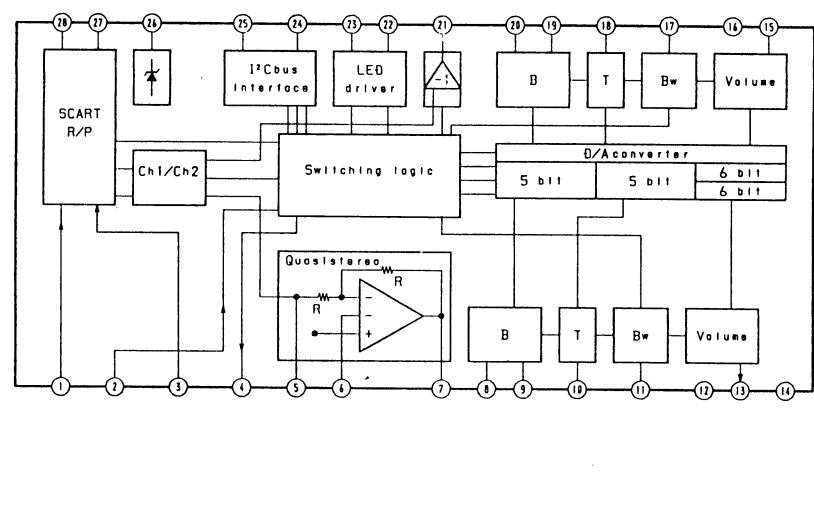 28 27 26 25 24 23 22 21 20 19 18 17 16 15
SCART
R/P
I²Cbus
Interface
LED
driver
-1
B
T
Bw
Volume
Ch1/Ch2
Switching logic
D/Aconverter
5 bit
5 bit
6 bit
6 bit
Quasistereo
R
R
−
−
+
B
T
Bw
Volume
1 2 3 4 5 6 7 8 9 10 11 12 13 14